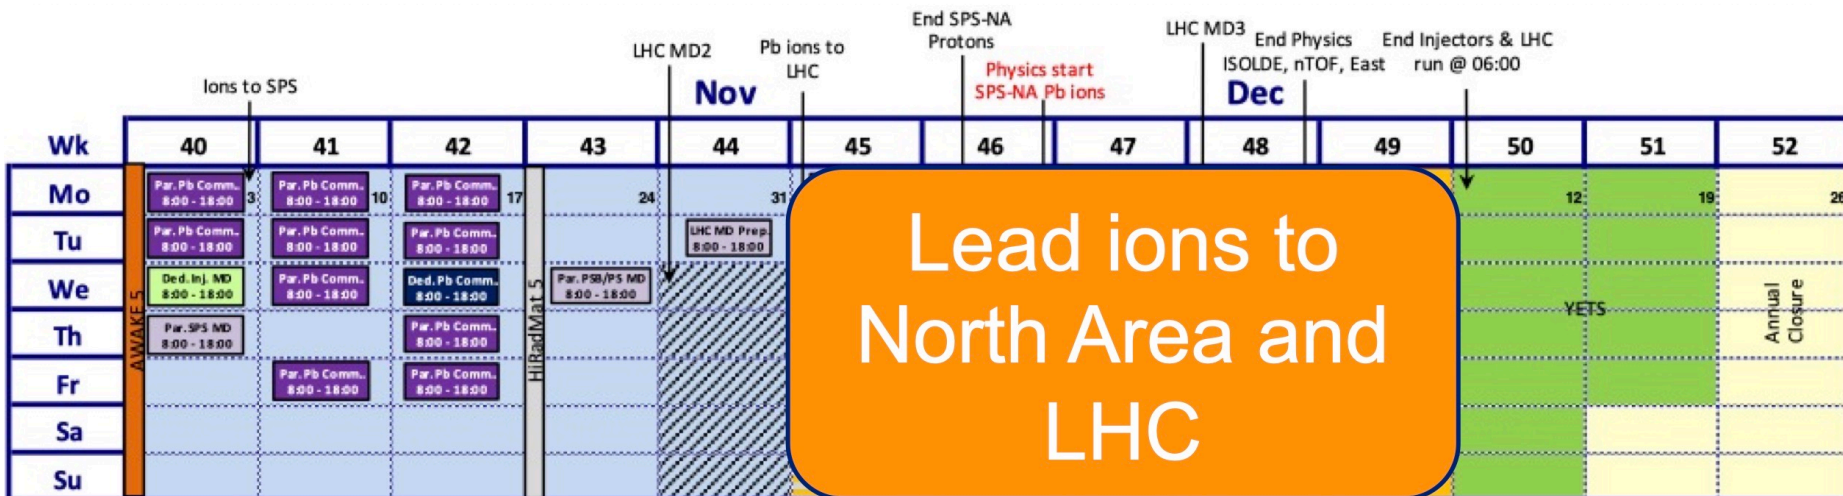 End SPS-NA
Protons
LHC MD3
LHC MD2
Pb ions to
LHC
End Physics
ISOLDE, nTOF, East
End Injectors & LHC
run @ 06:00
Ions to SPS
Physics start
SPS-NA Pb ions
Nov
Dec
Wk 40 41 42 43 44 45 46 47 48 49 50 51 52
Mo
Par. Pb Comm. 8:00 - 18:00 3
Par. Pb Comm. 8:00 - 18:00 10
Par. Pb Comm. 8:00 - 18:00 17
24
31
12
19
26
Tu
Par. Pb Comm. 8:00 - 18:00
Par. Pb Comm. 8:00 - 18:00
Par. Pb Comm. 8:00 - 18:00
LHC MD Prep. 8:00 - 18:00
We
Ded. Inj. MD 8:00 - 18:00
Par. Pb Comm. 8:00 - 18:00
Ded. Pb Comm. 8:00 - 18:00
Par. PSB/PS MD 8:00 - 18:00
Th
Par. SPS MD 8:00 - 18:00
Par. Pb Comm. 8:00 - 18:00
Fr
Par. Pb Comm. 8:00 - 18:00
Par. Pb Comm. 8:00 - 18:00
Sa
Su
AWAKE 5
HiRadMat 5
Lead ions to
North Area and
LHC
YETS
Annual
Closure